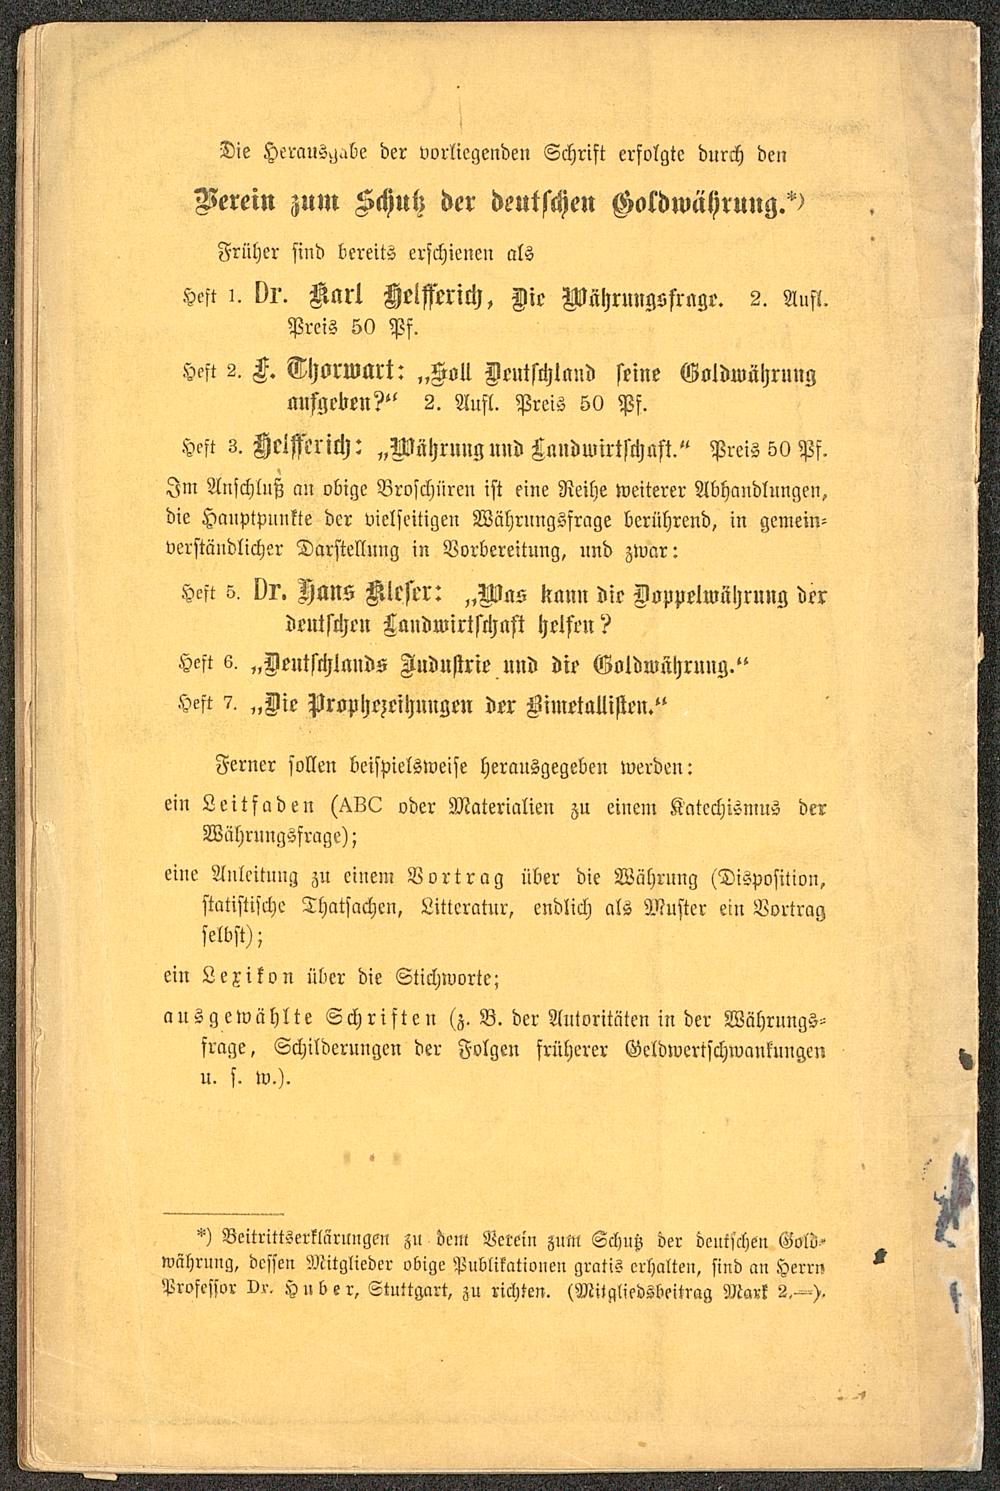 Die Herausgabe der vorliegenden Schrift erfolgte durch den
Verein zum Schutz der deutschen Goldwährung.*)
Früher sind bereits erschienen als
Heft 1. Dr. Karl Helfferich, Die Währungsfrage. 2. Aufl.
Preis 50 Pf.
Heft 2. F. Thorwart: „Soll Deutschland seine Goldwährung
aufgeben?“ 2. Aufl. Preis 50 Pf.
Heft 3. Helfferich: „Währung und Landwirtschaft.“ Preis 50 Pf.
Im Anschluß an obige Broschüren ist eine Reihe weiterer Abhandlungen,
die Hauptpunkte der vielseitigen Währungsfrage berührend, in gemein-
verständlicher Darstellung in Vorbereitung, und zwar:
Heft 5. Dr. Hans Kleser: „Was kann die Doppelwährung der
deutschen Landwirtschaft helfen?
Heft 6. „Deutschlands Industrie und die Goldwährung.“
Heft 7. „Die Prophezeihungen der Bimetallisten.“
Ferner sollen beispielsweise herausgegeben werden:
ein Leitfaden (ABC oder Materialien zu einem Katechismus der
Währungsfrage);
eine Anleitung zu einem Vortrag über die Währung (Disposition,
statistische Thatsachen, Litteratur, endlich als Muster ein Vortrag
selbst);
ein Lexikon über die Stichworte;
ausgewählte Schriften (z. B. der Autoritäten in der Währungs-
frage, Schilderungen der Folgen früherer Geldwertschwankungen
u. s. w.).
*) Beitrittserklärungen zu dem Verein zum Schutz der deutschen Gold-
währung, dessen Mitglieder obige Publikationen gratis erhalten, sind an Herrn
Professor Dr. Huber, Stuttgart, zu richten. (Mitgliedsbeitrag Mark 2.—).